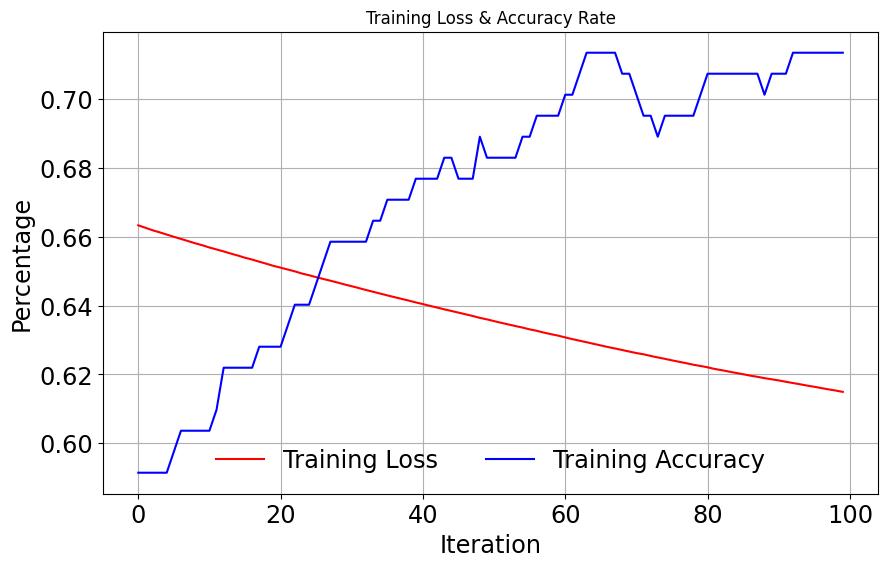 Training Loss & Accuracy Rate
Percentage
0.70
0.68
0.66
0.64
0.62
0.60
Training Loss Training Accuracy
0 20 40 60 80 100
Iteration